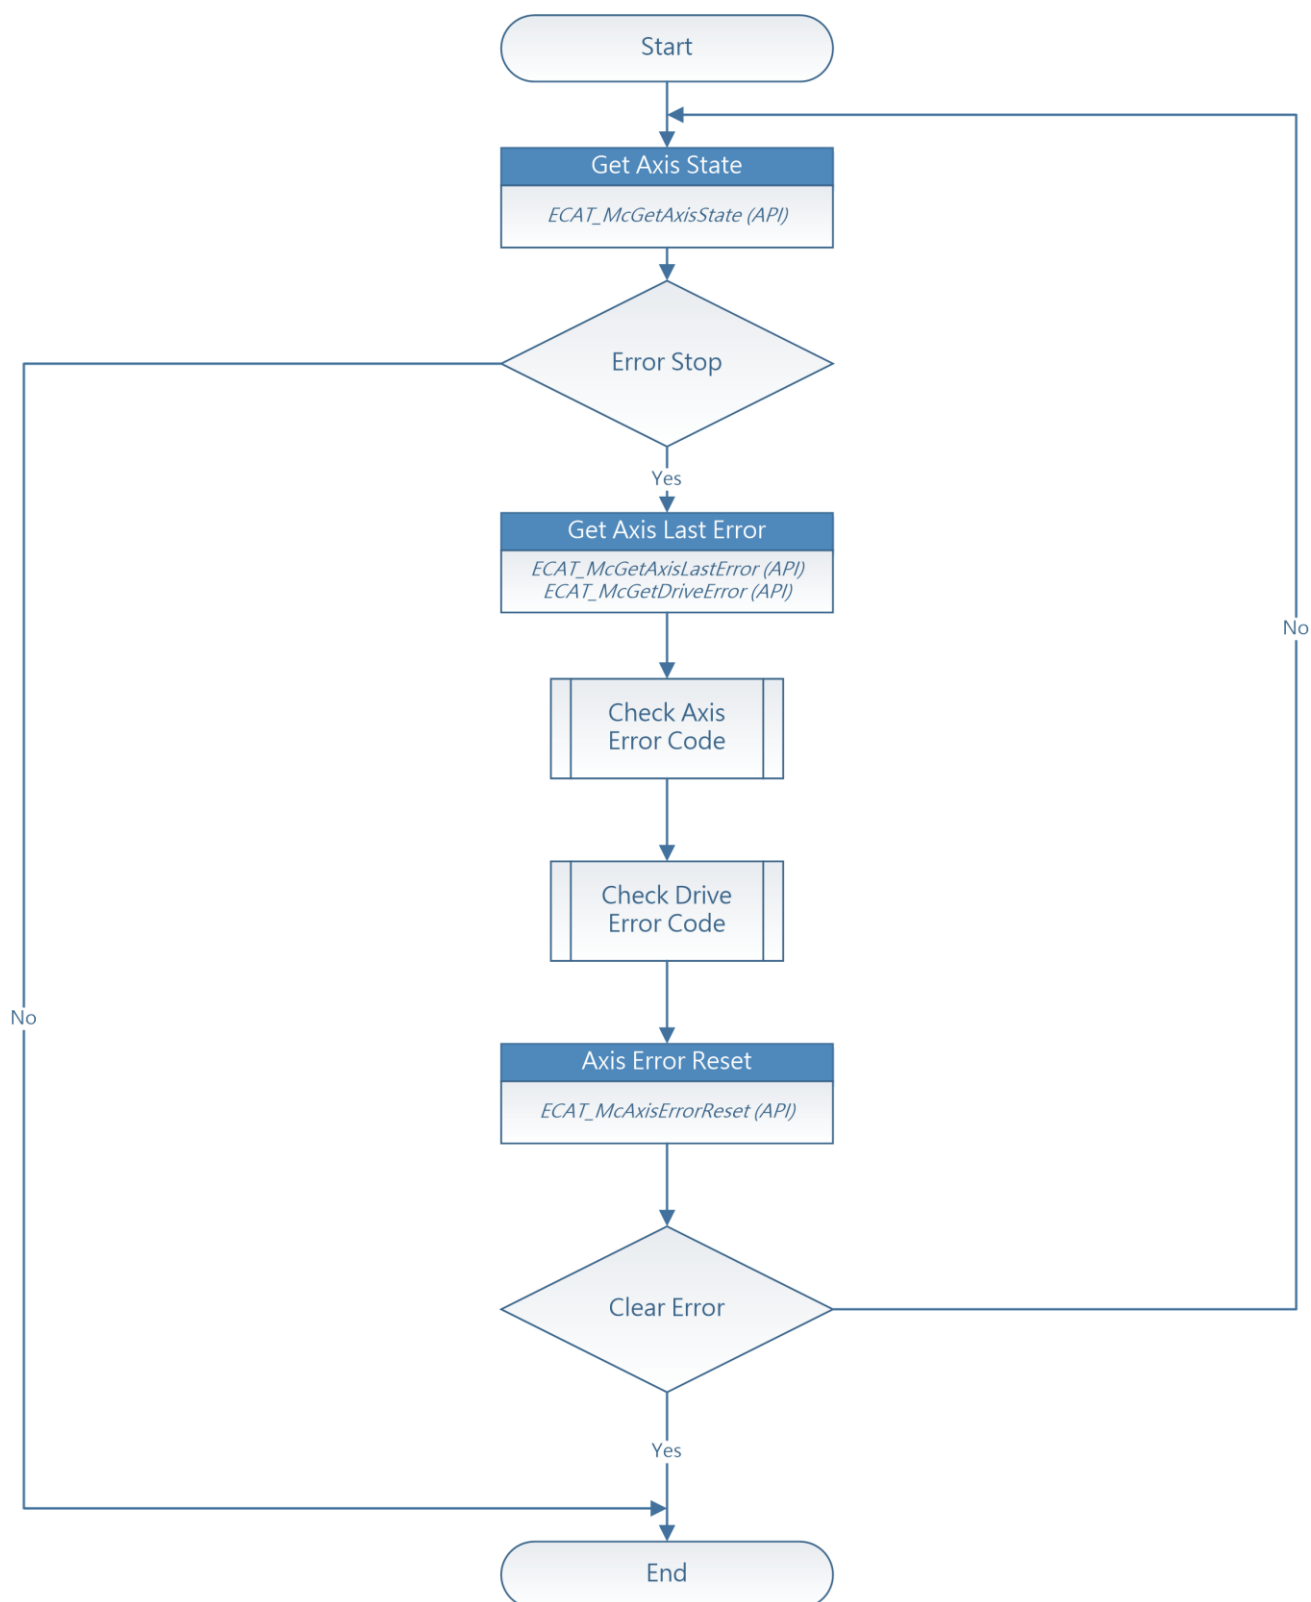 Start
Get Axis State
ECAT_McGetAxisState (API)
Error Stop
Yes
Get Axis Last Error
ECAT_McGetAxisLastError (API)
ECAT_McGetDriveError (API)
No
Check Axis
Error Code
Check Drive
Error Code
No
Axis Error Reset
ECAT_McAxisErrorReset (API)
Clear Error
Yes
End